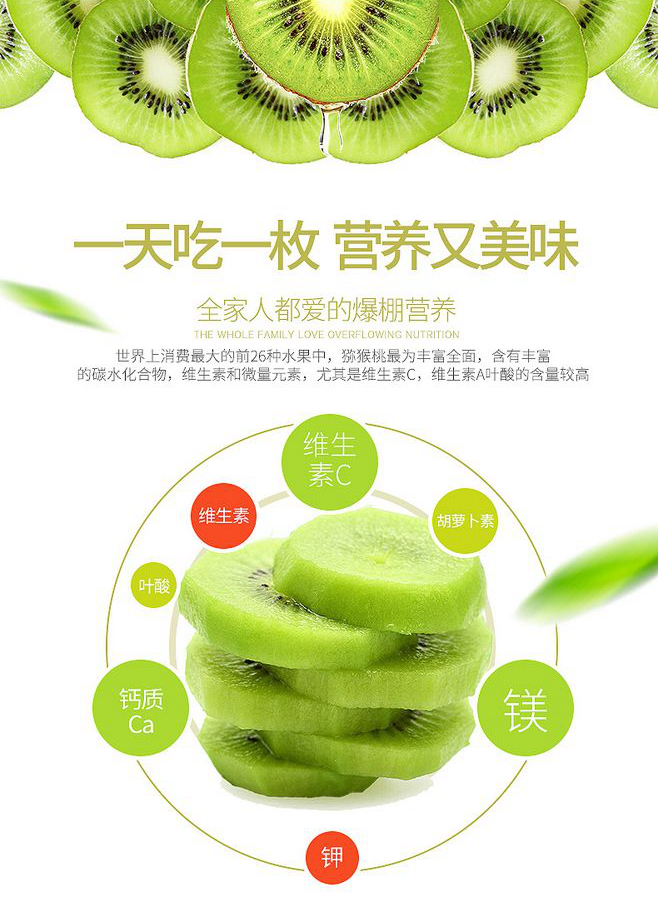 一天吃一枚 营养又美味
全家人都爱的爆棚营养
THE WHOLE FAMILY LOVE OVERFLOWING NUTRITION
世界上消费最大的前26种水果中，猕猴桃最为丰富全面，含有丰富
的碳水化合物，维生素和微量元素，尤其是维生素C，维生素A叶酸的含量较高
维生
素C
维生素
胡萝卜素
叶酸
钙质
Ca
镁
钾